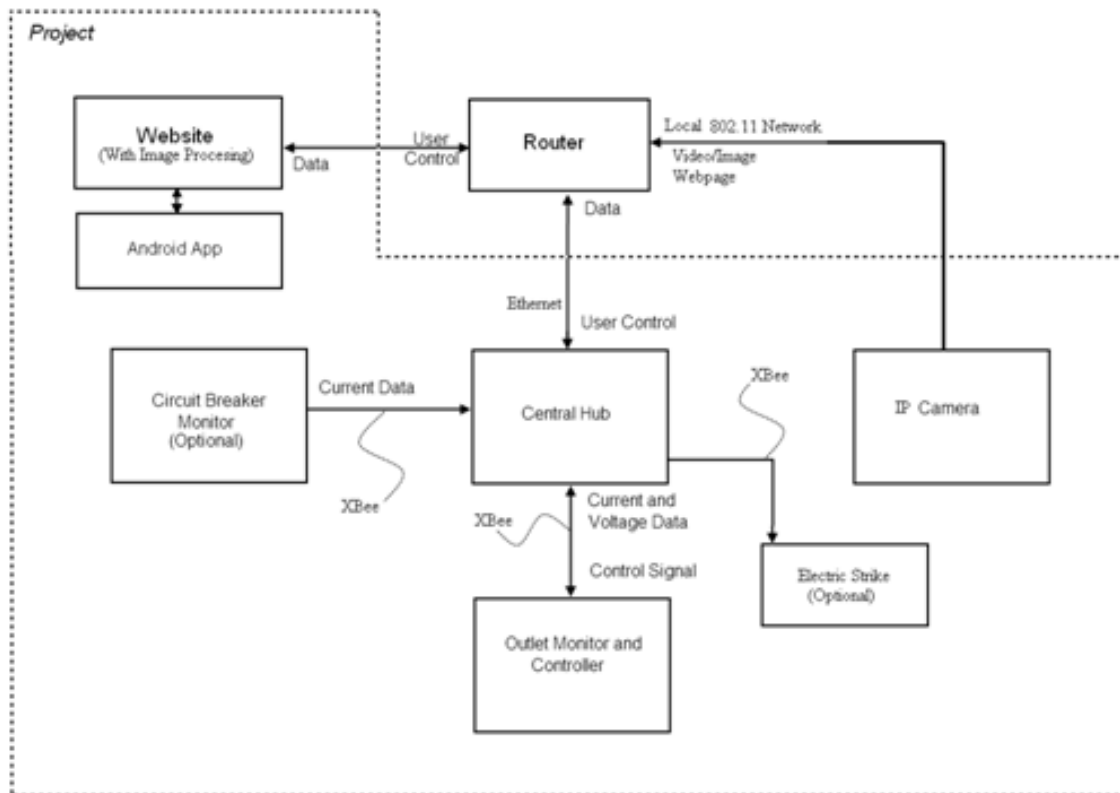 Project
Website
(With Image Procesing)
Data
User
Control
Router
Local 802.11 Network
Video/Image
Webpage
Android App
Data
Ethernet
User Control
Circuit Breaker
Monitor
(Optional)
Current Data
XBee
Central Hub
XBee
IP Camera
XBee
Current and
Voltage Data
Control Signal
Electric Strike
(Optional)
Outlet Monitor and
Controller